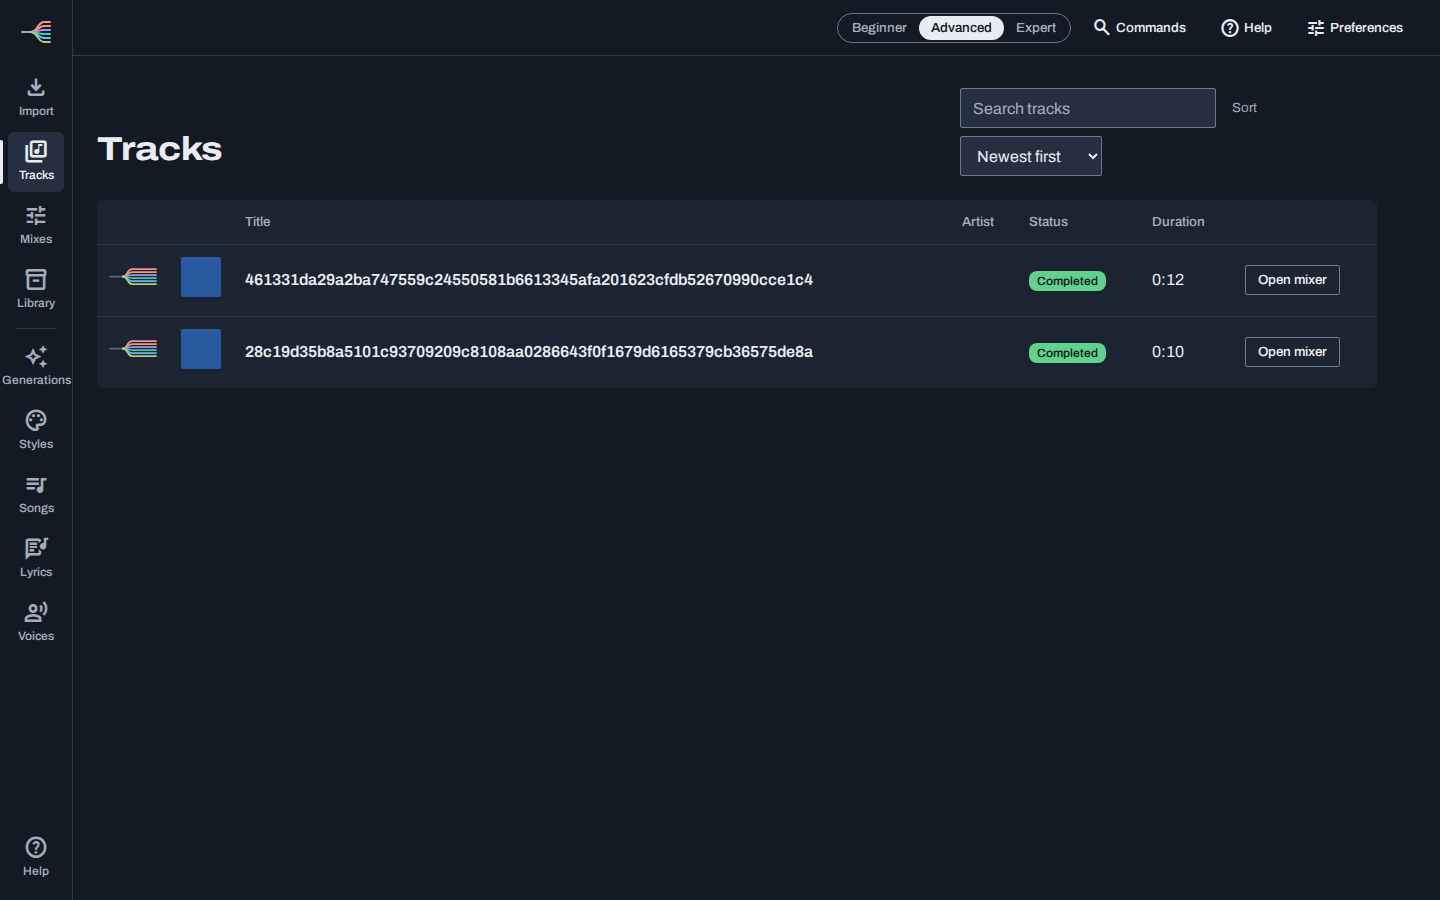 Beginner Advanced Expert Commands Help Preferences
Import
Tracks
Mixes
Library
Generations
Styles
Songs
Lyrics
Voices
Help
Tracks
Search tracks
Sort
Newest first
Title Artist Status Duration
461331da29a2ba747559c24550581b6613345afa201623cfdb52670990cce1c4 Completed 0:12 Open mixer
28c19d35b8a5101c93709209c8108aa0286643f0f1679d6165379cb36575de8a Completed 0:10 Open mixer